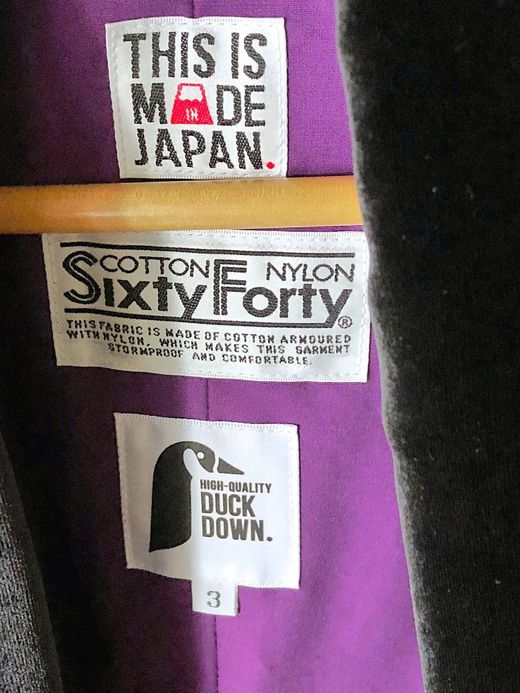 THIS IS
MADE
IN
JAPAN.
COTTON NYLON
SixtyForty®
THIS FABRIC IS MADE OF COTTON ARMOURED
WITH NYLON, WHICH MAKES THIS GARMENT
STORMPROOF AND COMFORTABLE.
HIGH-QUALITY
DUCK
DOWN.
3